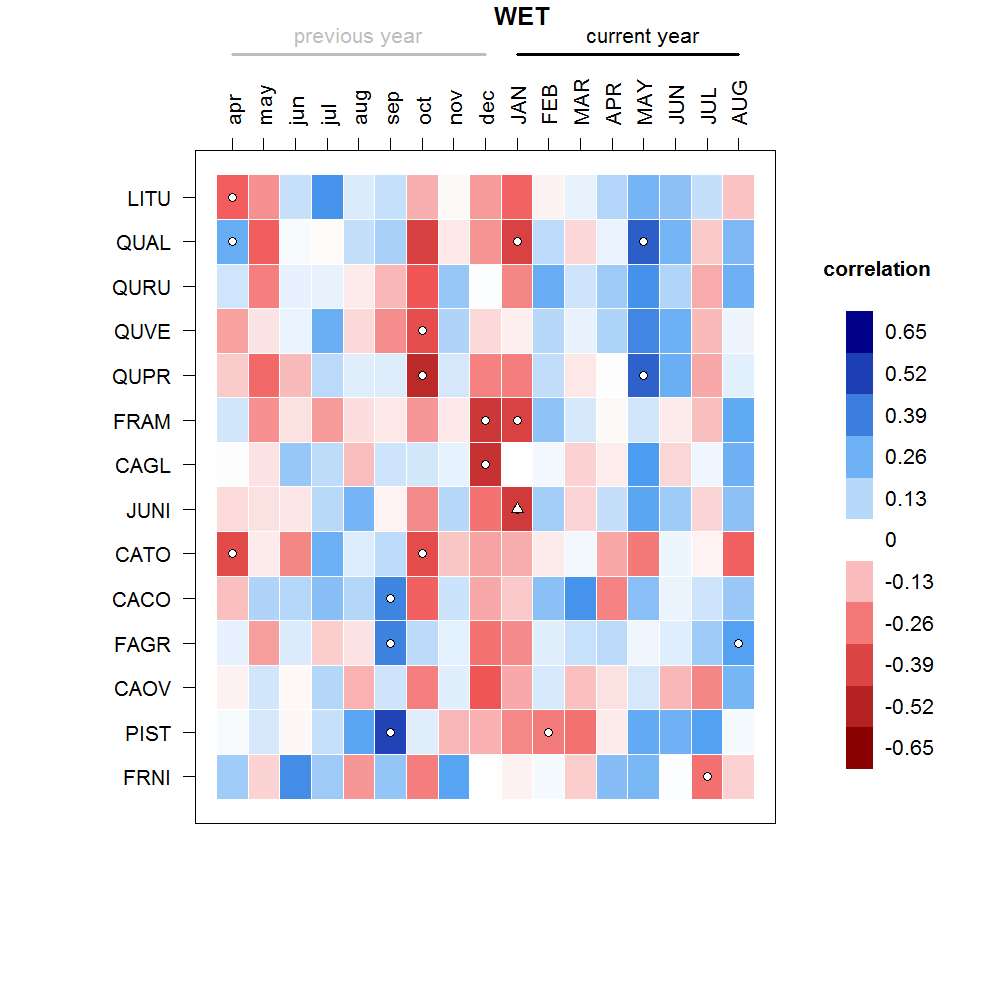 WET
previous year current year
apr may jun jul aug sep oct nov dec JAN FEB MAR APR MAY JUN JUL AUG
LITU
QUAL
QURU
QUVE
QUPR
FRAM
CAGL
JUNI
CATO
CACO
FAGR
CAOV
PIST
FRNI
correlation
0.65
0.52
0.39
0.26
0.13
0
-0.13
-0.26
-0.39
-0.52
-0.65